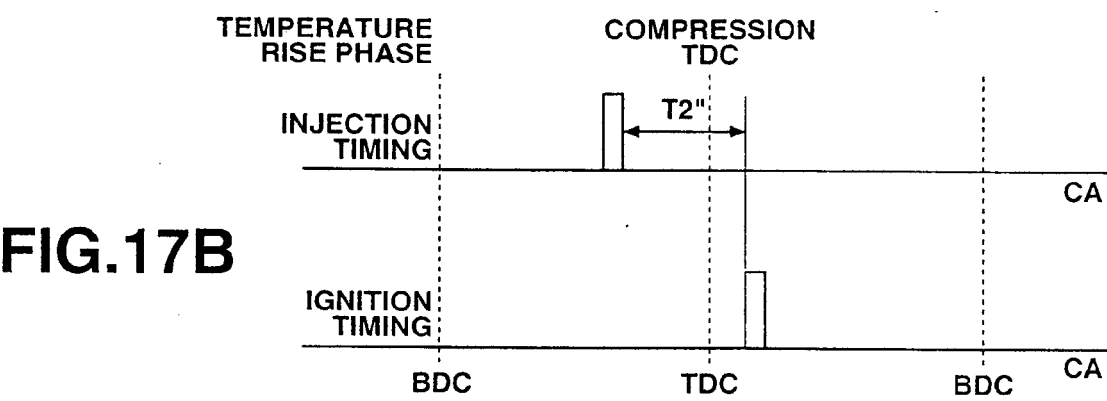 TEMPERATURE
RISE PHASE
COMPRESSION
TDC
INJECTION
TIMING
T2"
CA
FIG.17B
IGNITION
TIMING
CA
BDC
TDC
BDC